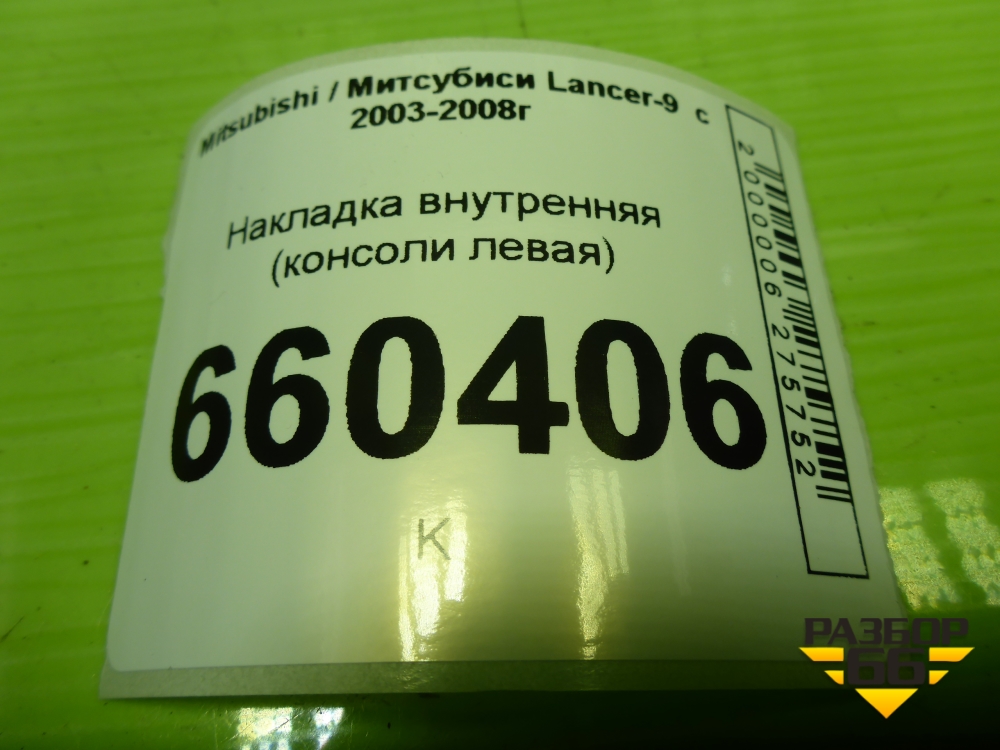 Mitsubishi / Митсубиси Lancer-9 с
2003-2008г
Накладка внутренняя
(консоли левая)
660406
К
2000006275752
РАЗБОР
66